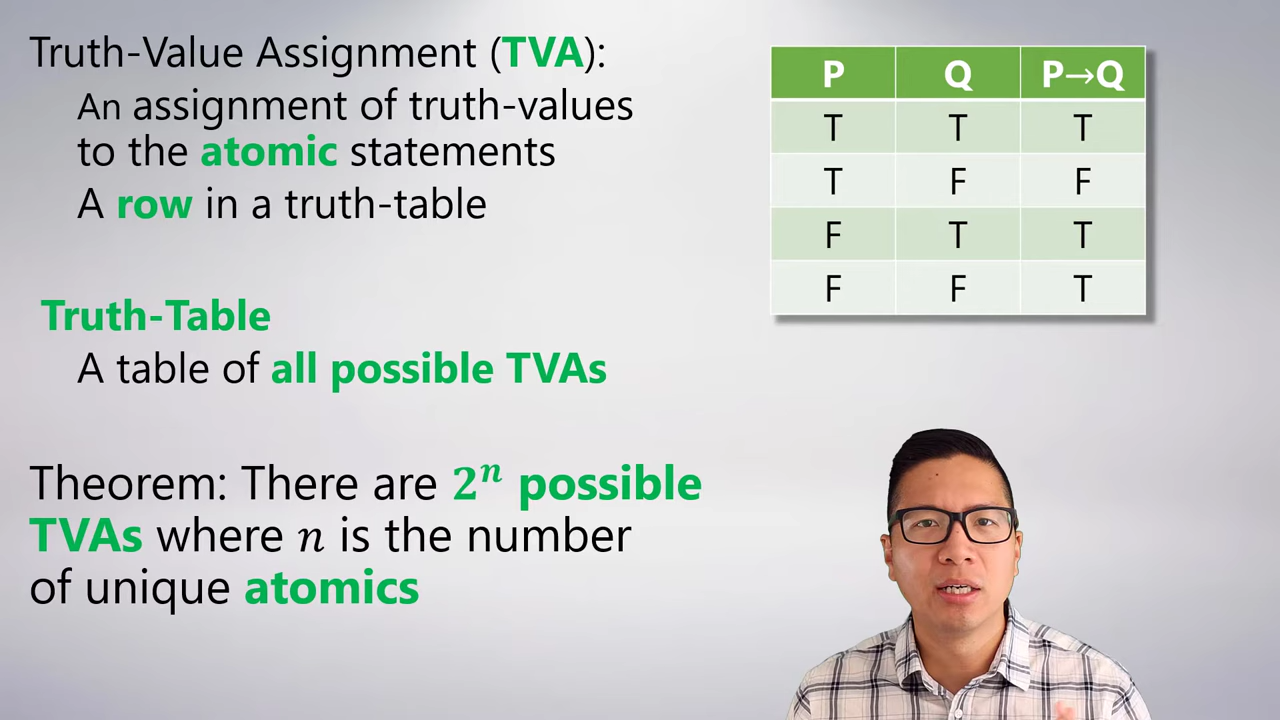 Truth-Value Assignment (TVA):
An assignment of truth-values
to the atomic statements
A row in a truth-table
Truth-Table
A table of all possible TVAs
Theorem: There are 2ⁿ possible
TVAs where n is the number
of unique atomics
P Q P→Q
T T T
T F F
F T T
F F T